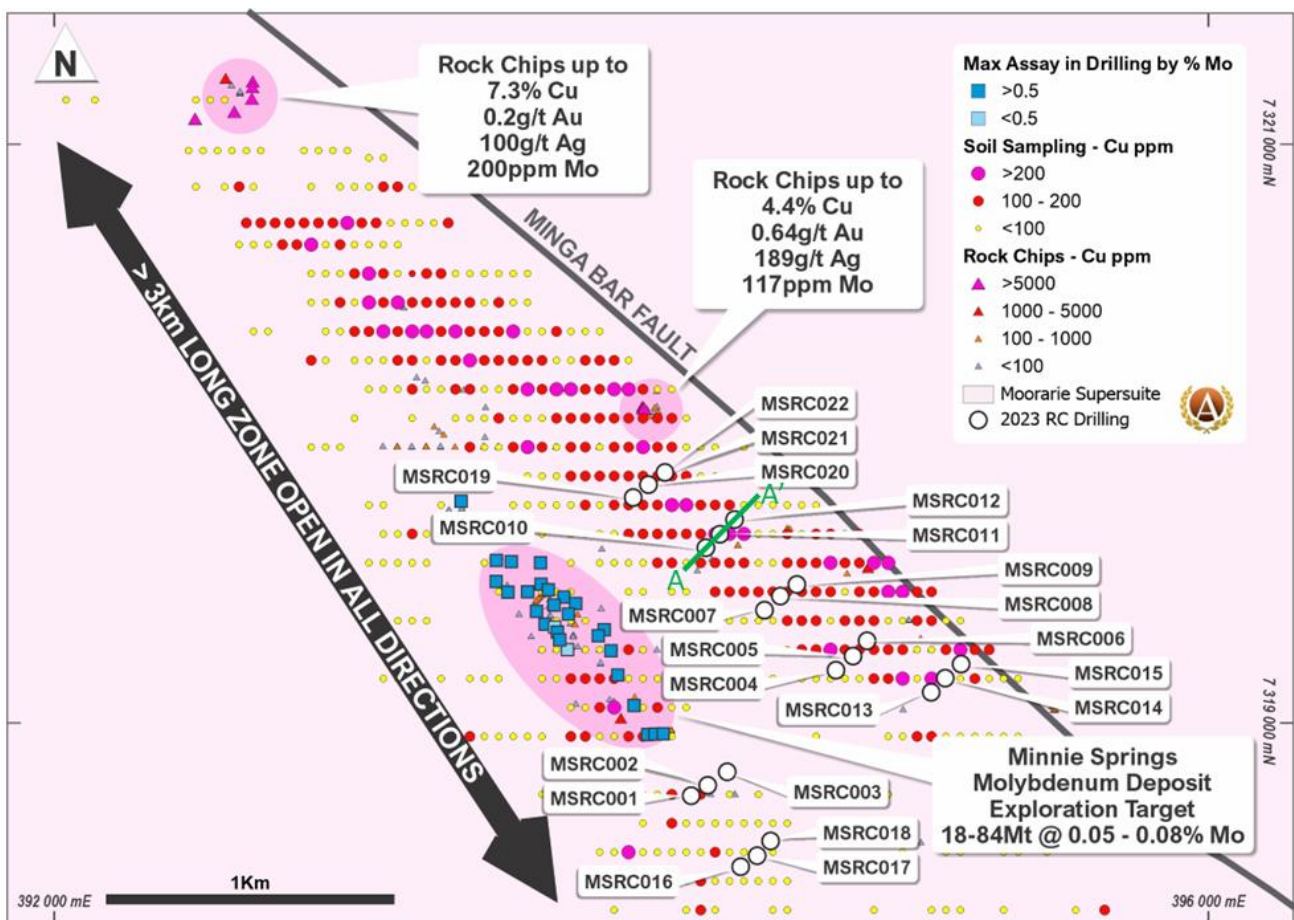 N
Rock Chips up to
7.3% Cu
0.2g/t Au
100g/t Ag
200ppm Mo
Rock Chips up to
4.4% Cu
0.64g/t Au
189g/t Ag
117ppm Mo
Max Assay in Drilling by % Mo
>0.5
<0.5
Soil Sampling - Cu ppm
>200
100 - 200
<100
Rock Chips - Cu ppm
>5000
1000 - 5000
100 - 1000
<100
Moorarie Supersuite
2023 RC Drilling
A
7 321 000 mN
MINGA BAR FAULT
> 3km LONG ZONE OPEN IN ALL DIRECTIONS
MSRC022
MSRC021
MSRC020
MSRC019
A'
MSRC012
MSRC010
MSRC011
A
MSRC009
MSRC008
MSRC007
MSRC006
MSRC005
MSRC015
MSRC004
MSRC013
MSRC014
7 319 000 mN
MSRC002
MSRC001
MSRC003
Minnie Springs
Molybdenum Deposit
Exploration Target
18-84Mt @ 0.05 - 0.08% Mo
MSRC018
MSRC017
MSRC016
392 000 mE
1Km
396 000 mE